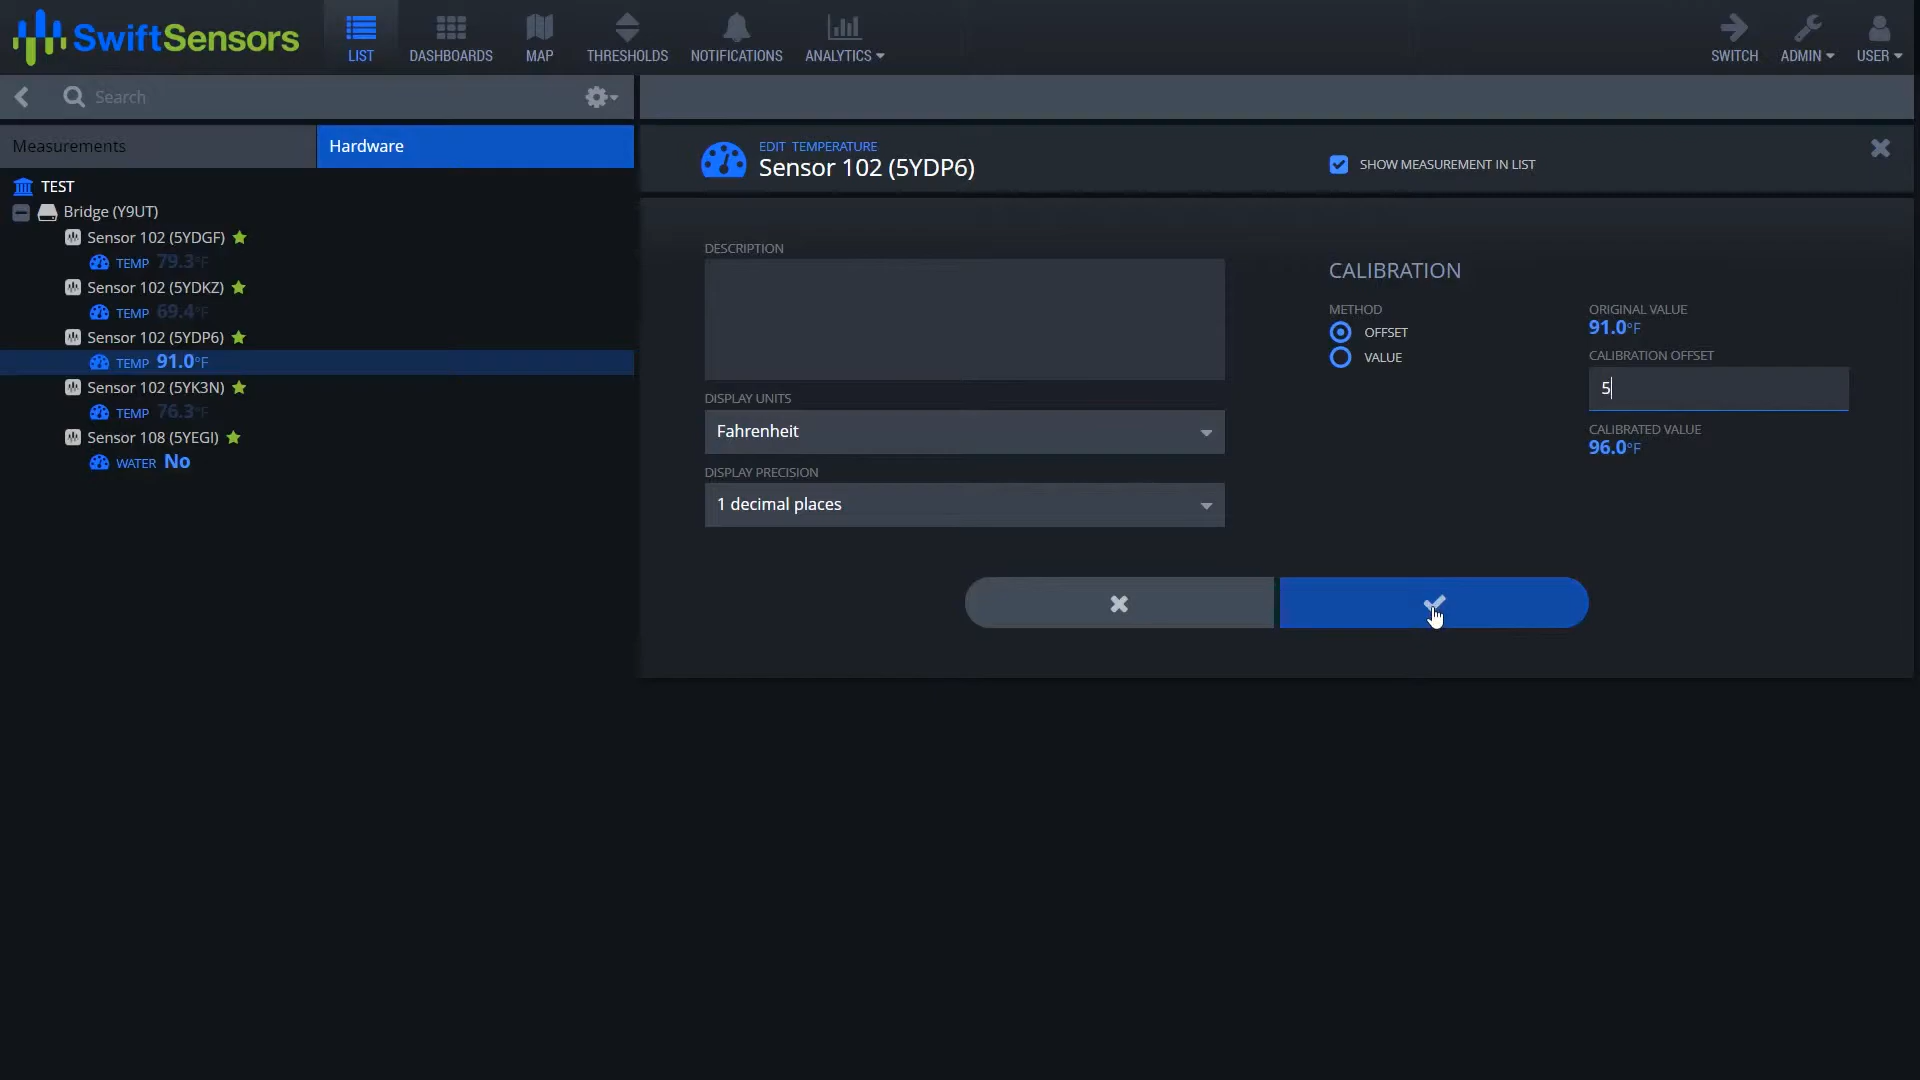 SwiftSensors
LIST
DASHBOARDS
MAP
THRESHOLDS
NOTIFICATIONS
ANALYTICS
SWITCH
ADMIN
USER
Search
Measurements
Hardware
TEST
Bridge (Y9UT)
Sensor 102 (5YDGF)
TEMP 79.3°F
Sensor 102 (5YDKZ)
TEMP 69.4°F
Sensor 102 (5YDP6)
TEMP 91.0°F
Sensor 102 (5YK3N)
TEMP 76.3°F
Sensor 108 (5YEGI)
WATER No
EDIT TEMPERATURE
Sensor 102 (5YDP6)
SHOW MEASUREMENT IN LIST
DESCRIPTION
DISPLAY UNITS
Fahrenheit
DISPLAY PRECISION
1 decimal places
CALIBRATION
METHOD
OFFSET
VALUE
ORIGINAL VALUE
91.0°F
CALIBRATION OFFSET
5
CALIBRATED VALUE
96.0°F